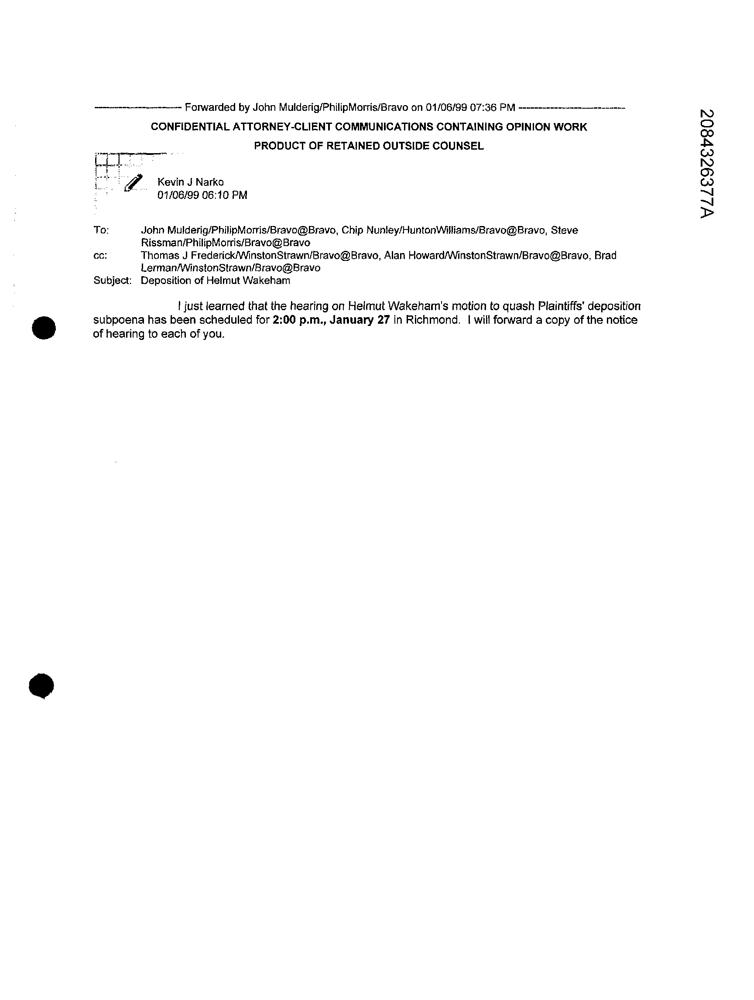 ---------------------- Forwarded by John Mulderig/PhilipMorris/Bravo on 01/06/99 07:36 PM ---------------------------
CONFIDENTIAL ATTORNEY-CLIENT COMMUNICATIONS CONTAINING OPINION WORK
PRODUCT OF RETAINED OUTSIDE COUNSEL
Kevin J Narko
01/06/99 06:10 PM
To: John Mulderig/PhilipMorris/Bravo@Bravo, Chip Nunley/HuntonWilliams/Bravo@Bravo, Steve
Rissman/PhilipMorris/Bravo@Bravo
cc: Thomas J Frederick/WinstonStrawn/Bravo@Bravo, Alan Howard/WinstonStrawn/Bravo@Bravo, Brad
Lerman/WinstonStrawn/Bravo@Bravo
Subject: Deposition of Helmut Wakeham
I just learned that the hearing on Helmut Wakeham's motion to quash Plaintiffs' deposition
subpoena has been scheduled for 2:00 p.m., January 27 in Richmond. I will forward a copy of the notice
of hearing to each of you.
2084326377A